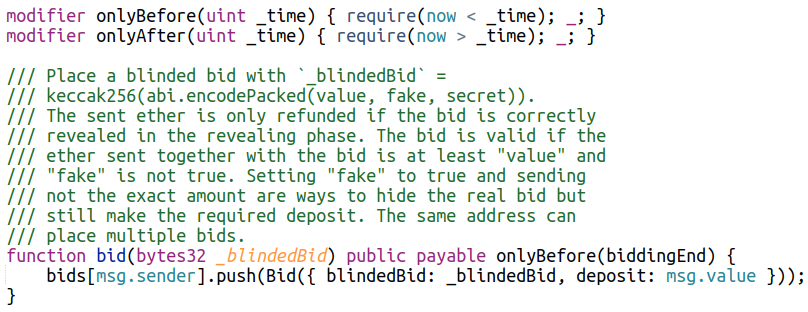 modifier onlyBefore(uint _time) { require(now < _time); _; }
modifier onlyAfter(uint _time) { require(now > _time); _; }
/// Place a blinded bid with `_blindedBid` =
/// keccak256(abi.encodePacked(value, fake, secret)).
/// The sent ether is only refunded if the bid is correctly
/// revealed in the revealing phase. The bid is valid if the
/// ether sent together with the bid is at least "value" and
/// "fake" is not true. Setting "fake" to true and sending
/// not the exact amount are ways to hide the real bid but
/// still make the required deposit. The same address can
/// place multiple bids.
function bid(bytes32 _blindedBid) public payable onlyBefore(biddingEnd) {
    bids[msg.sender].push(Bid({ blindedBid: _blindedBid, deposit: msg.value }));
}